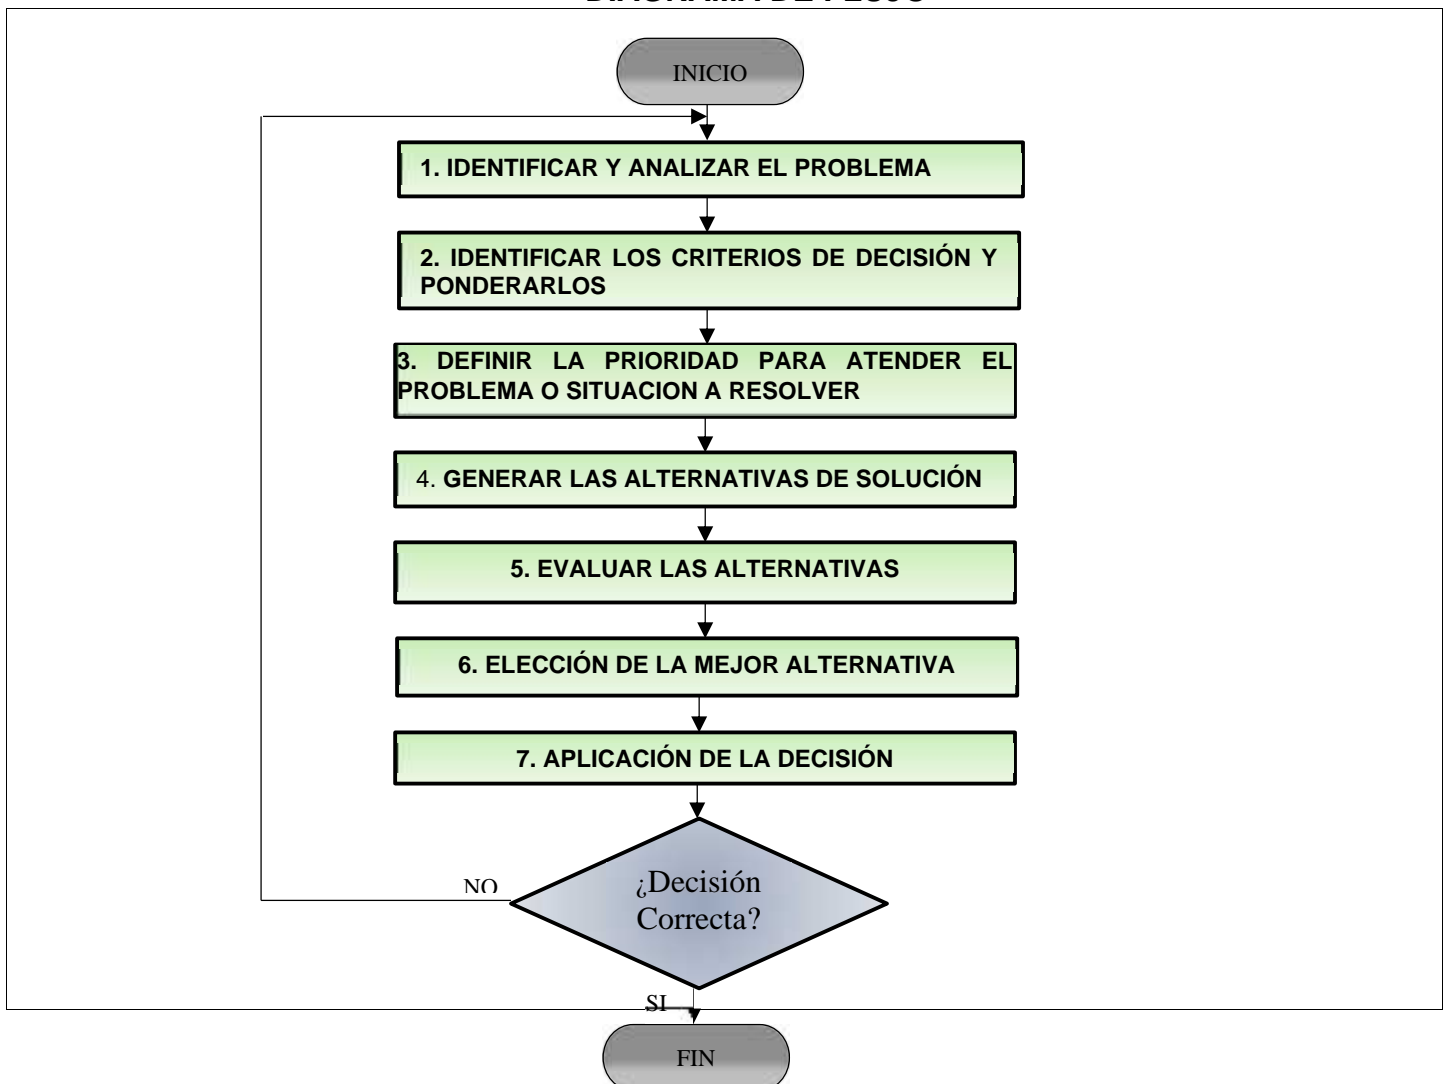 INICIO
1. IDENTIFICAR Y ANALIZAR EL PROBLEMA
2. IDENTIFICAR LOS CRITERIOS DE DECISIÓN Y
PONDERARLOS
3. DEFINIR LA PRIORIDAD PARA ATENDER EL
PROBLEMA O SITUACION A RESOLVER
4. GENERAR LAS ALTERNATIVAS DE SOLUCIÓN
5. EVALUAR LAS ALTERNATIVAS
6. ELECCIÓN DE LA MEJOR ALTERNATIVA
7. APLICACIÓN DE LA DECISIÓN
NO
¿Decisión
Correcta?
SI
FIN